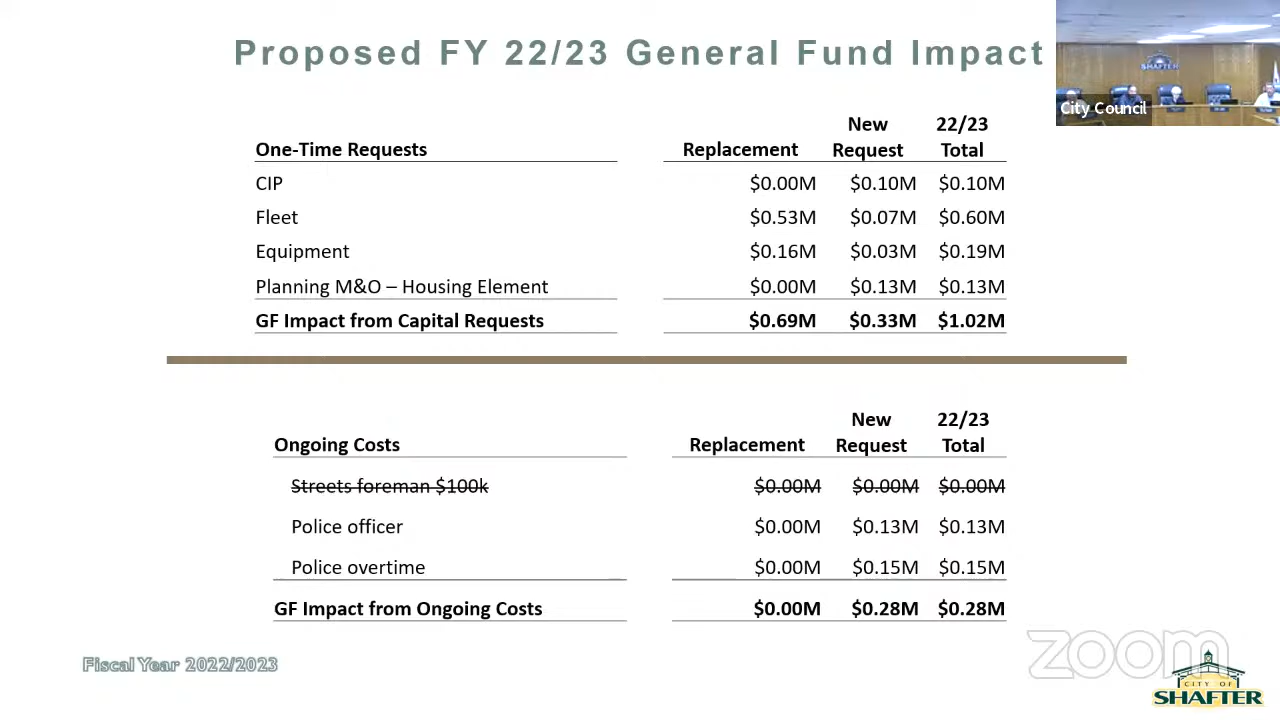 Proposed FY 22/23 General Fund Impact
SHAFTER
City Council
One-Time Requests Replacement New Request 22/23 Total
CIP $0.00M $0.10M $0.10M
Fleet $0.53M $0.07M $0.60M
Equipment $0.16M $0.03M $0.19M
Planning M&O – Housing Element $0.00M $0.13M $0.13M
GF Impact from Capital Requests $0.69M $0.33M $1.02M
Ongoing Costs Replacement New Request 22/23 Total
Streets foreman $100k $0.00M $0.00M $0.00M
Police officer $0.00M $0.13M $0.13M
Police overtime $0.00M $0.15M $0.15M
GF Impact from Ongoing Costs $0.00M $0.28M $0.28M
Fiscal Year 2022/2023
zoom
CITY OF
SHAFTER